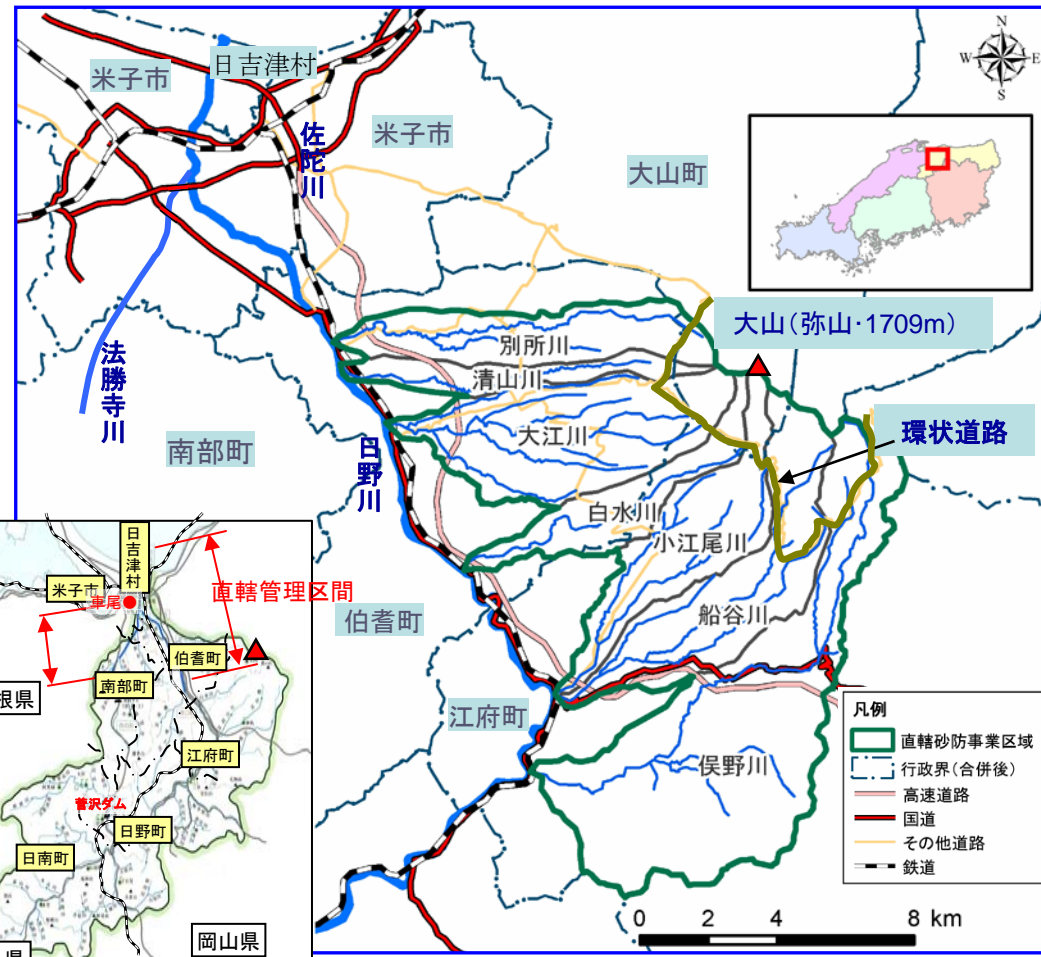 N
W
E
S
日吉津村
米子市
米子市
佐陀川
大山町
大山(弥山・1709m)
別所川
清山川
法勝寺川
大江川
環状道路
南部町
日野川
白水川
小江尾川
船谷川
伯耆町
江府町
俣野川
日吉津村
米子市
車尾
直轄管理区間
伯耆町
南部町
根県
江府町
菅沢ダム
日野町
日南町
岡山県
県
凡例
直轄砂防事業区域
行政界(合併後)
高速道路
国道
その他道路
鉄道
0 2 4 8 km